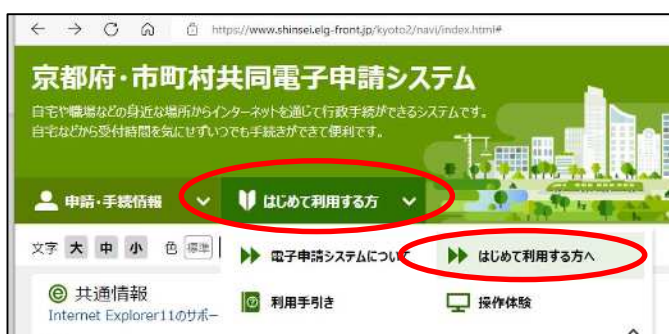 https://www.shinsei.elg-front.jp/kyoto2/navi/index.html#
京都府・市町村共同電子申請システム
自宅や職場などの身近な場所からインターネットを通じて行政手続ができるシステムです。
自宅などから受付時間を気にせずいつでも手続きができて便利です。
申請・手続情報 はじめて利用する方
文字 大 中 小 色 標準
電子申請システムについて はじめて利用する方へ
共通情報
利用手引き 操作体験
Internet Explorer11のサポー